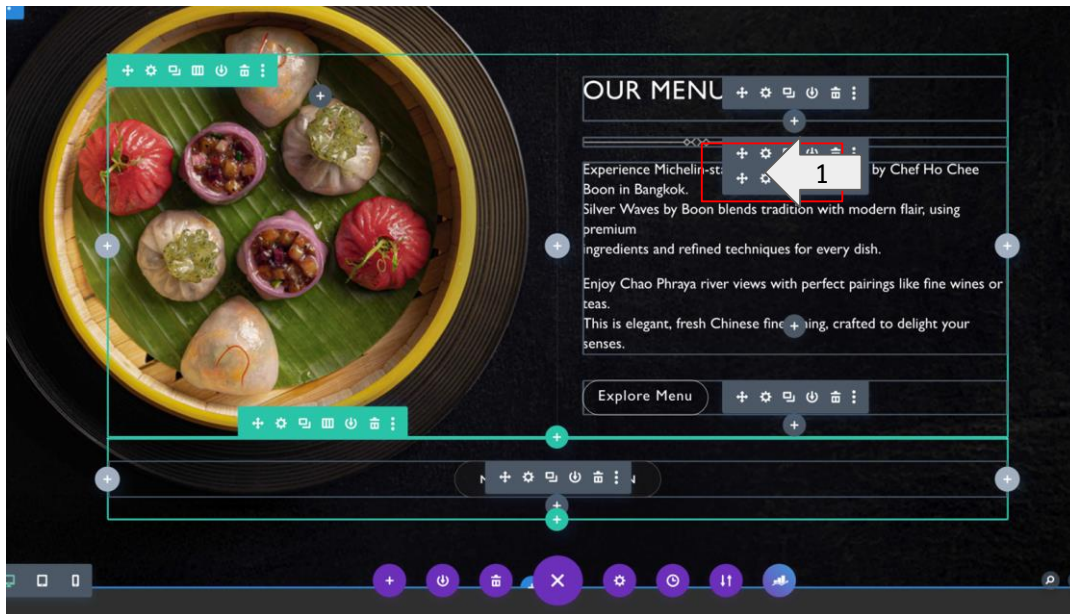 OUR MENU
1
Experience Michelin-sta by Chef Ho Chee
Boon in Bangkok.
Silver Waves by Boon blends tradition with modern flair, using
premium
ingredients and refined techniques for every dish.
Enjoy Chao Phraya river views with perfect pairings like fine wines or
teas.
This is elegant, fresh Chinese fine ing, crafted to delight your
senses.
Explore Menu